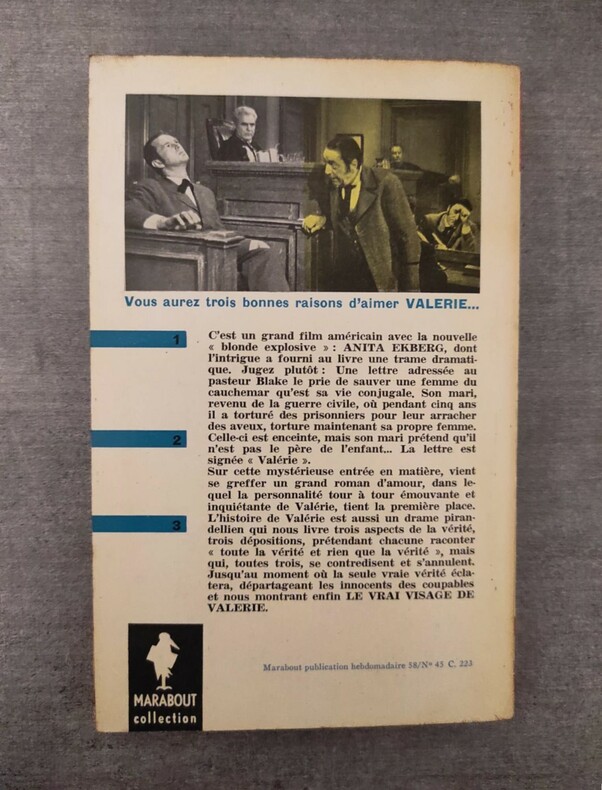 Vous aurez trois bonnes raisons d'aimer VALERIE...
1
C'est un grand film américain avec la nouvelle
« blonde explosive » : ANITA EKBERG, dont
l'intrigue a fourni au livre une trame dramati-
que. Jugez plutôt : Une lettre adressée au
pasteur Blake le prie de sauver une femme du
cauchemar qu'est sa vie conjugale. Son mari,
revenu de la guerre civile, où pendant cinq ans
il a torturé des prisonniers pour leur arracher
des aveux, torture maintenant sa propre femme.
2
Celle-ci est enceinte, mais son mari prétend qu'il
n'est pas le père de l'enfant... La lettre est
signée « Valérie ».
Sur cette mystérieuse entrée en matière, vient
se greffer un grand roman d'amour, dans le-
quel la personnalité tour à tour émouvante et
inquiétante de Valérie, tient la première place.
3
L'histoire de Valérie est aussi un drame piran-
dellien qui nous livre trois aspects de la vérité,
trois dépositions, prétendant chacune raconter
« toute la vérité et rien que la vérité », mais
qui, toutes trois, se contredisent et s'annulent.
Jusqu'au moment où la seule vraie vérité écla-
tera, départageant les innocents des coupables
et nous montrant enfin LE VRAI VISAGE DE
VALERIE.
Marabout publication hebdomadaire 58/N° 45 C. 223
MARABOUT
collection